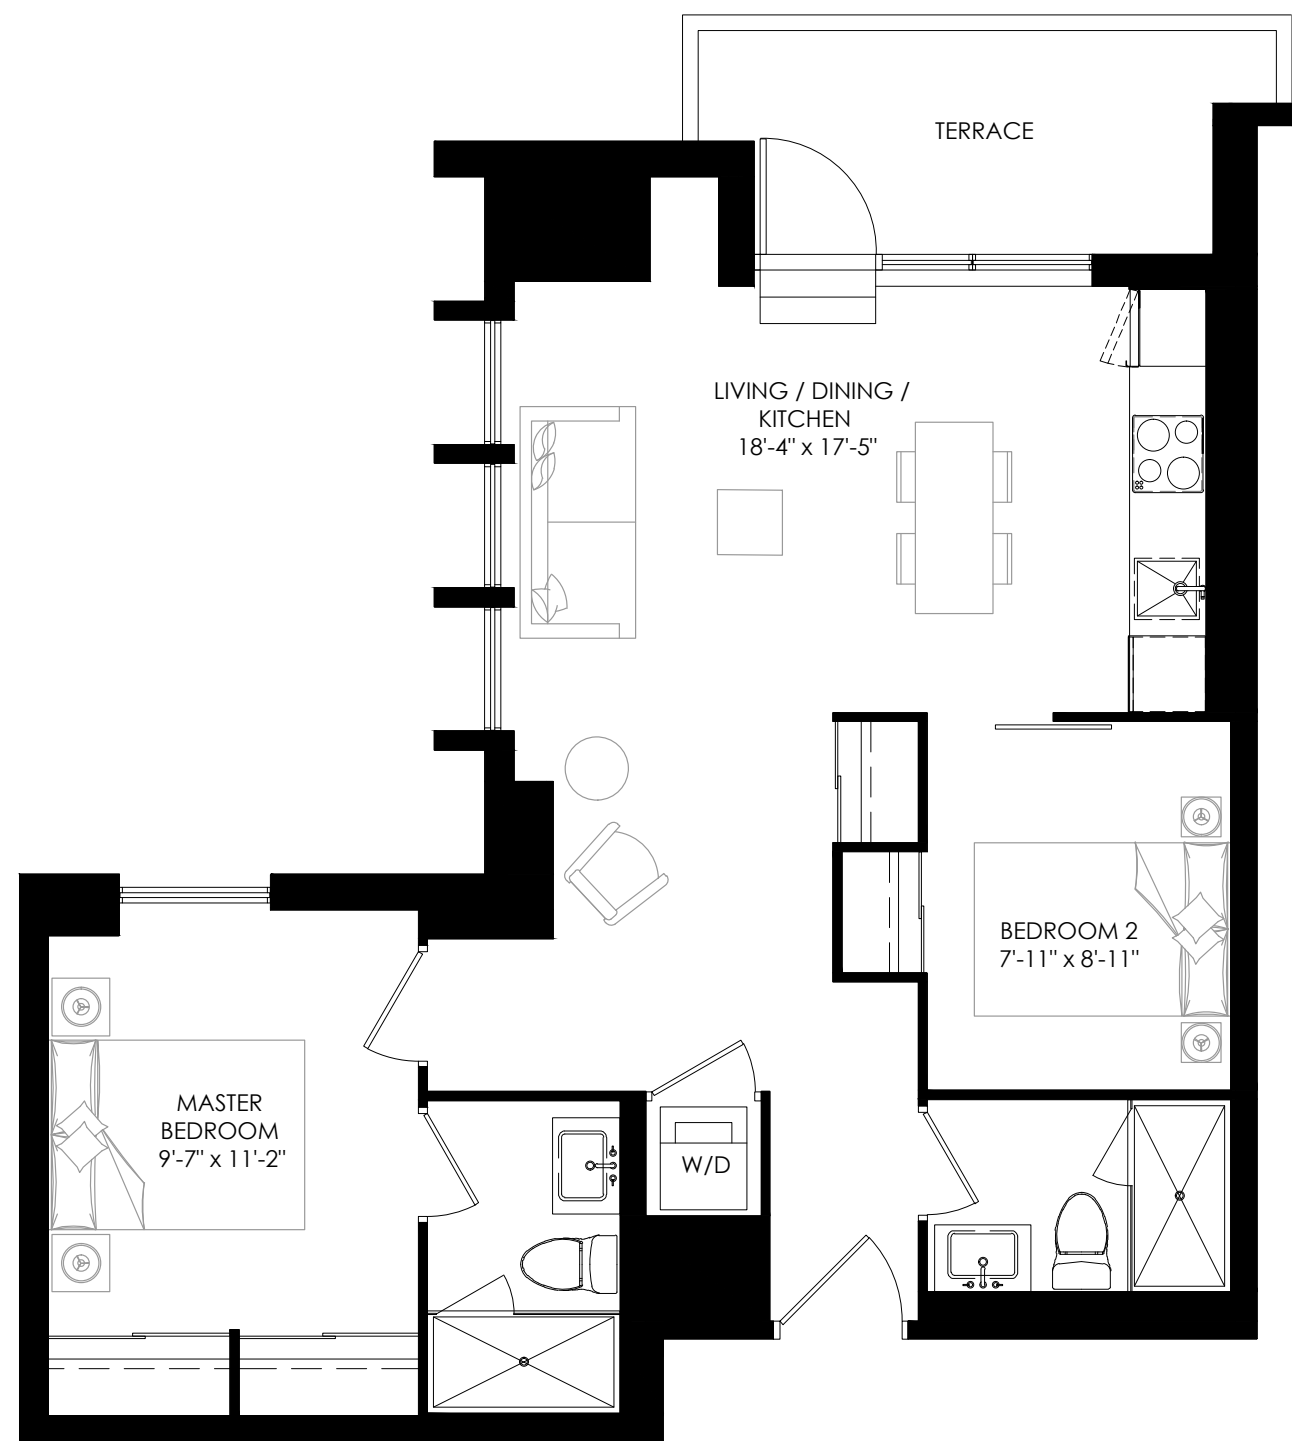 TERRACE
LIVING / DINING /
KITCHEN
18'-4" x 17'-5"
BEDROOM 2
7'-11" x 8'-11"
MASTER
BEDROOM
9'-7" x 11'-2"
W/D